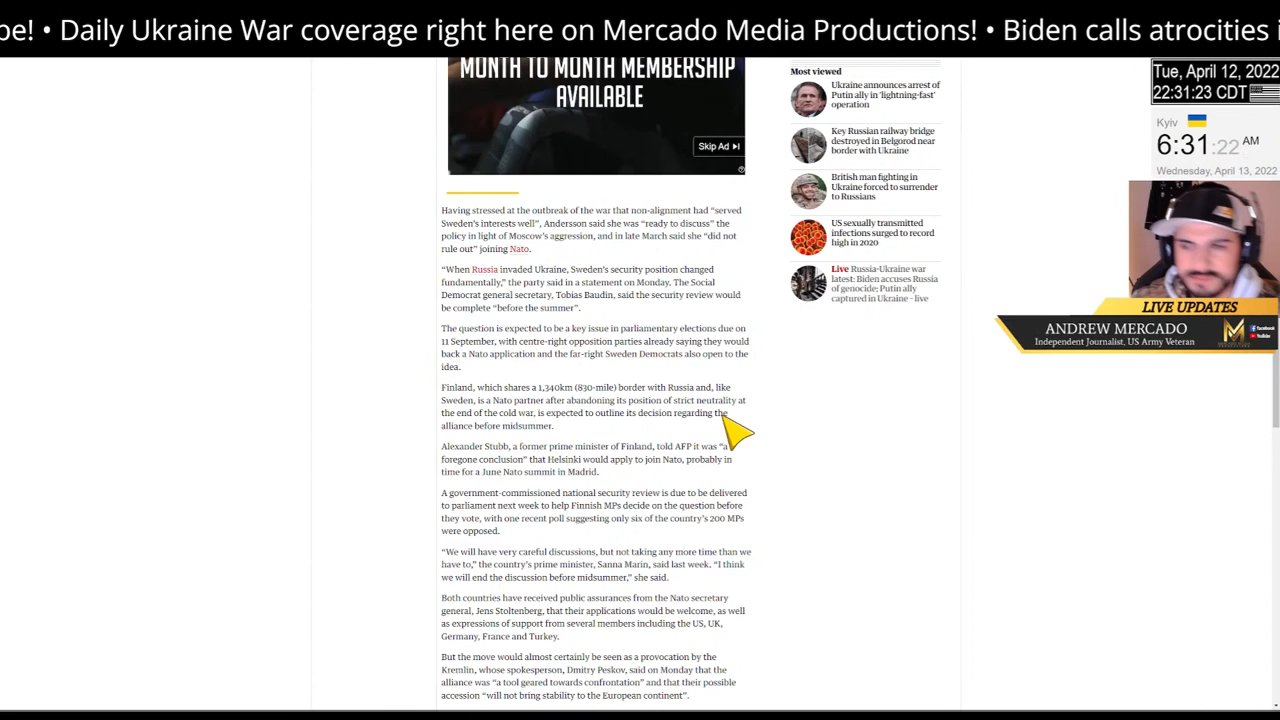 be! • Daily Ukraine War coverage right here on Mercado Media Productions! • Biden calls atrocities i
MONTH TO MONTH MEMBERSHIP
AVAILABLE
Skip Ad
Having stressed at the outbreak of the war that non-alignment had “served
Sweden's interests well”, Andersson said she was “ready to discuss” the
policy in light of Moscow's aggression, and in late March said she “did not
rule out” joining Nato.
“When Russia invaded Ukraine, Sweden's security position changed
fundamentally,” the party said in a statement on Monday. The Social
Democrat general secretary, Tobias Baudin, said the security review would
be complete “before the summer”.
The question is expected to be a key issue in parliamentary elections due on
11 September, with centre-right opposition parties already saying they would
back a Nato application and the far-right Sweden Democrats also open to the
idea.
Finland, which shares a 1,340km (830-mile) border with Russia and, like
Sweden, is a Nato partner after abandoning its position of strict neutrality at
the end of the cold war, is expected to outline its decision regarding the
alliance before midsummer.
Alexander Stubb, a former prime minister of Finland, told AFP it was “a
foregone conclusion” that Helsinki would apply to join Nato, probably in
time for a June Nato summit in Madrid.
A government-commissioned national security review is due to be delivered
to parliament next week to help Finnish MPs decide on the question before
they vote, with one recent poll suggesting only six of the country's 200 MPs
were opposed.
“We will have very careful discussions, but not taking any more time than we
have to,” the country's prime minister, Sanna Marin, said last week. “I think
we will end the discussion before midsummer,” she said.
Both countries have received public assurances from the Nato secretary
general, Jens Stoltenberg, that their applications would be welcome, as well
as expressions of support from several members including the US, UK,
Germany, France and Turkey.
But the move would almost certainly be seen as a provocation by the
Kremlin, whose spokesperson, Dmitry Peskov, said on Monday that the
alliance was “a tool geared towards confrontation” and that their possible
accession “will not bring stability to the European continent”.
Most viewed
Ukraine announces arrest of
Putin ally in ‘lightning-fast’
operation
Key Russian railway bridge
destroyed in Belgorod near
border with Ukraine
British man fighting in
Ukraine forced to surrender
to Russians
US sexually transmitted
infections surged to record
high in 2020
Live Russia-Ukraine war
latest: Biden accuses Russia
of genocide; Putin ally
captured in Ukraine - live
Tue, April 12, 2022
22:31:23 CDT
Kyiv
6:31:22 AM
Wednesday, April 13, 2022
LIVE UPDATES
ANDREW MERCADO
Independent Journalist, US Army Veteran
facebook